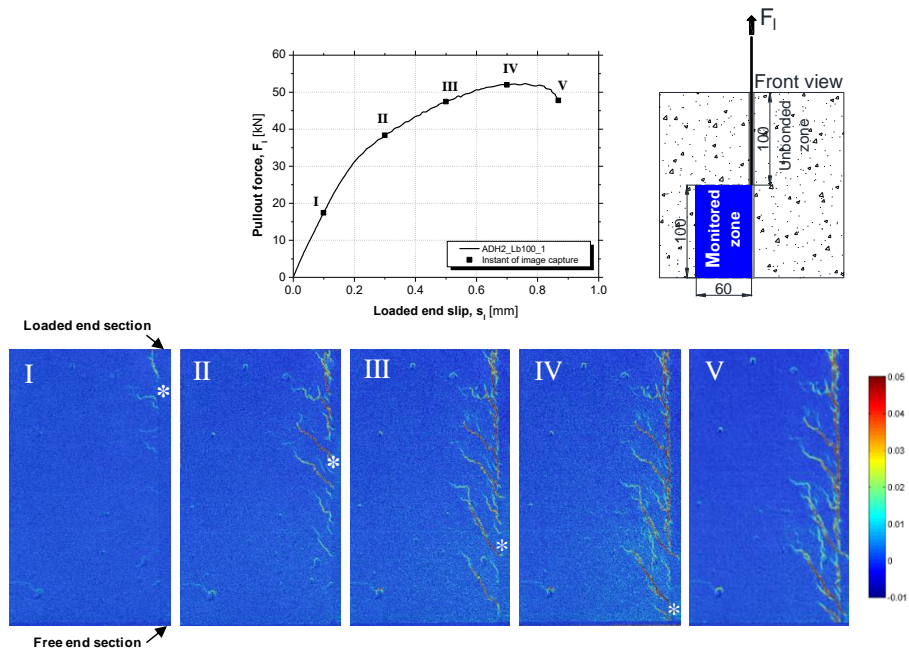 60
50
40
30
20
10
0
0.0 0.2 0.4 0.6 0.8 1.0
Pullout force, Fl [kN]
Loaded end slip, sl [mm]
I
II
III
IV
V
ADH2_Lb100_1
Instant of image capture
Fl
Front view
100
Unbonded
zone
100
Monitored
zone
60
Loaded end section
I
*
II
*
III
*
IV
*
V
Free end section
0.05
0.04
0.03
0.02
0.01
0
-0.01